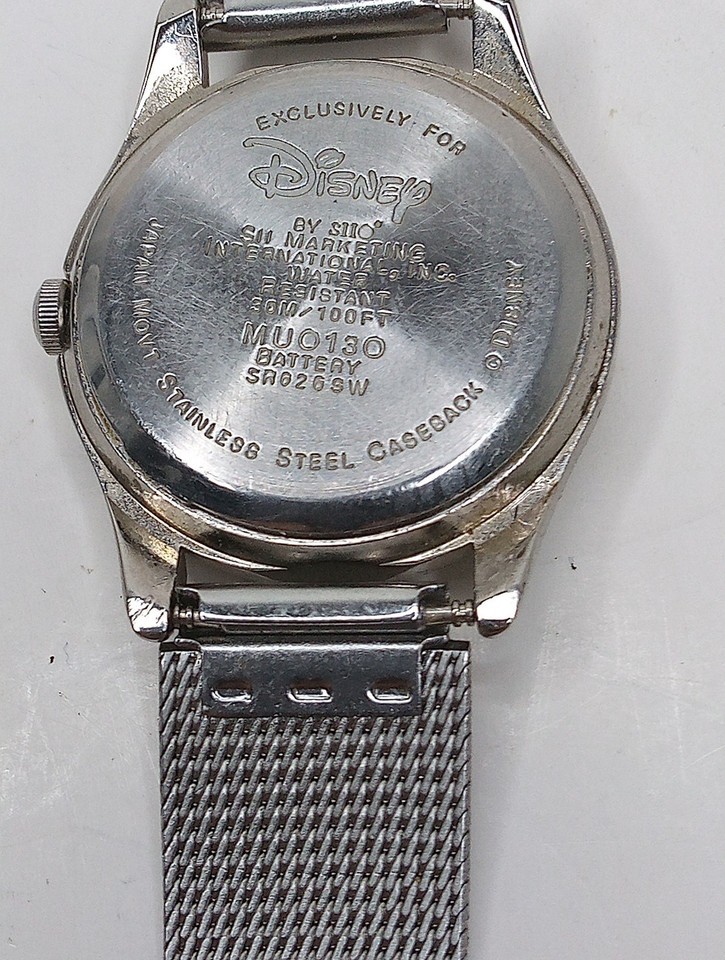 EXCLUSIVELY FOR
Disney
BY SII®
SII MARKETING
INTERNATIONAL, INC.
WATER
RESISTANT
30M/100FT
MU0130
BATTERY
SR626SW
JAPAN MOVT STAINLESS STEEL CASEBACK © DISNEY